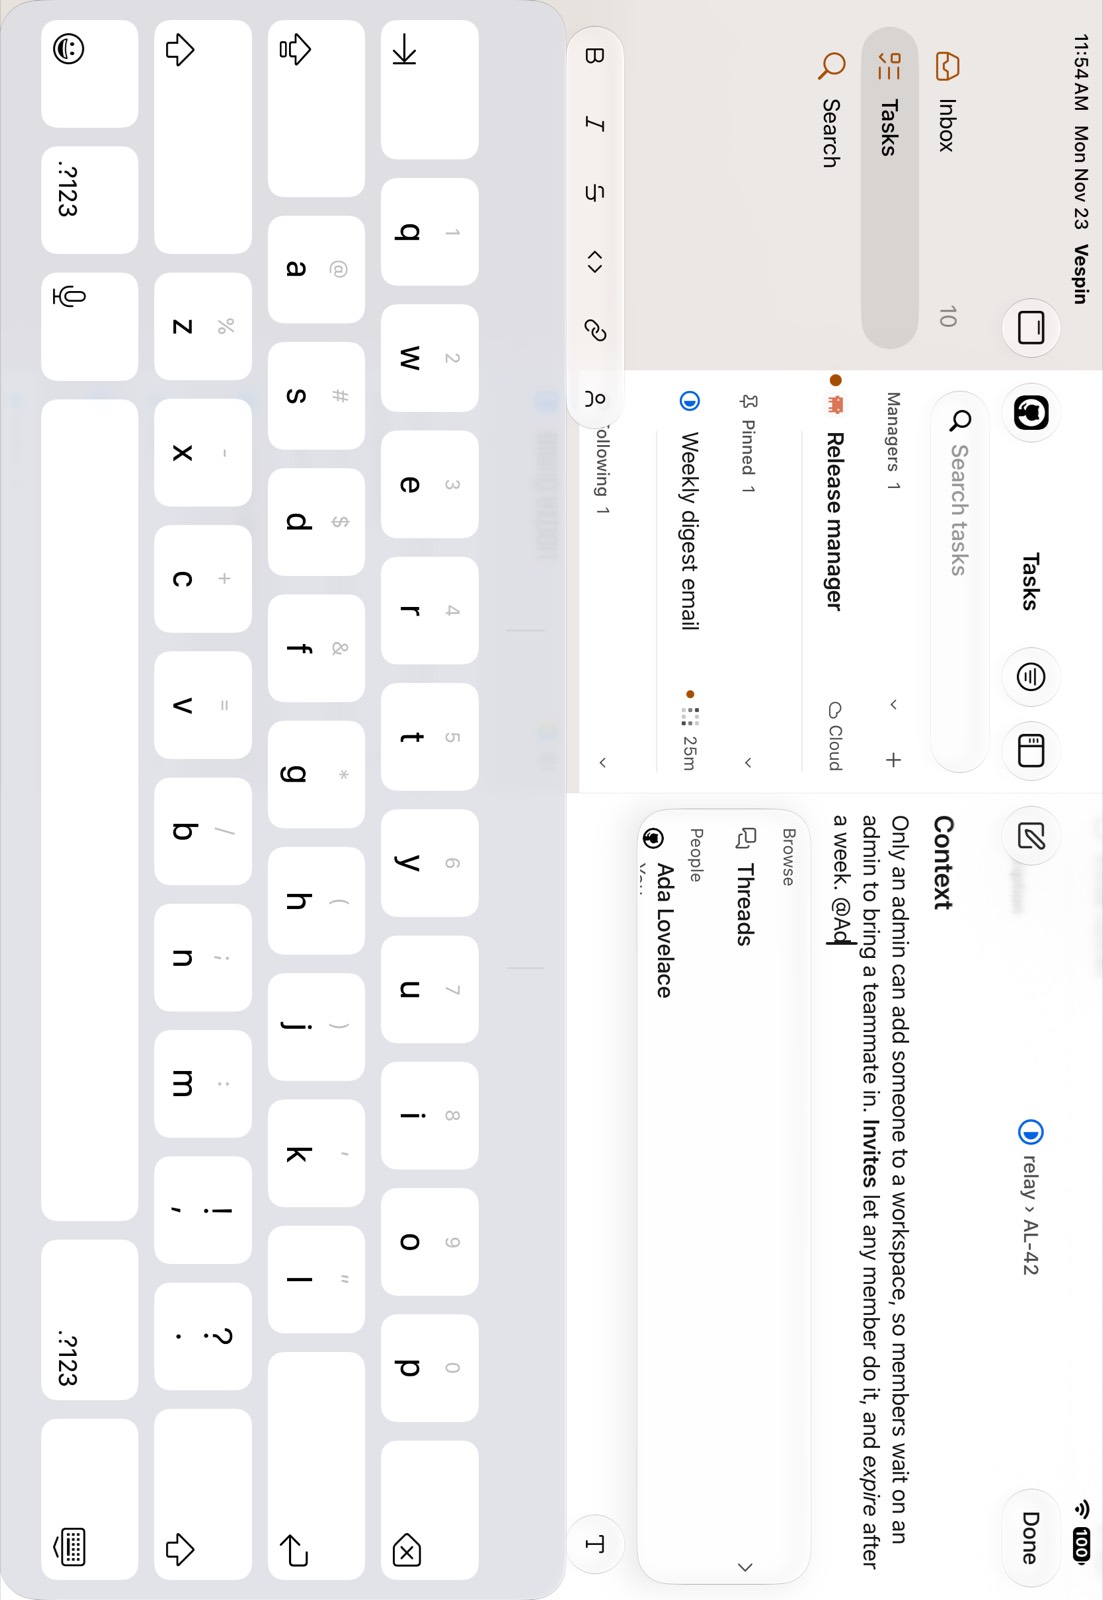 11:54 AM Mon Nov 23 Vespin
100
Inbox 10
Tasks
Search
Tasks
Search tasks
Managers 1
Release manager Cloud
Pinned 1
Weekly digest email 25m
Following 1
relay › AL-42
Done
Context
Only an admin can add someone to a workspace, so members wait on an
admin to bring a teammate in. Invites let any member do it, and expire after
a week. @Ad
Browse
Threads
People
Ada Lovelace
You
B I S <> T
1 2 3 4 5 6 7 8 9 0
q w e r t y u i o p
@ # $ & * ( ) ' "
a s d f g h j k l
% - + = / ; : ! ?
z x c v b n m , .
.?123 .?123